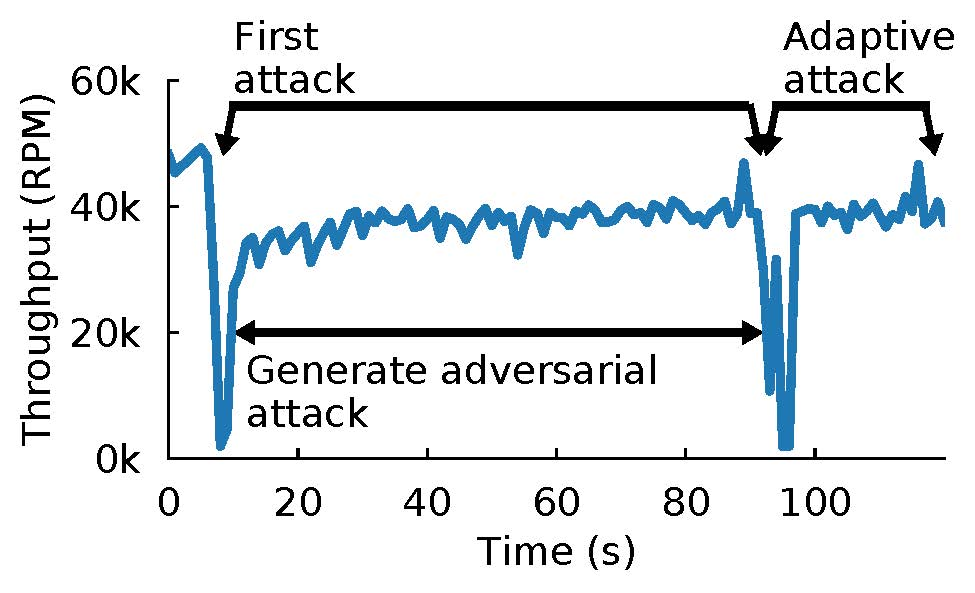 First
attack
Adaptive
attack
60k
40k
20k
0k
Throughput (RPM)
Generate adversarial
attack
0
20
40
60
80
100
Time (s)